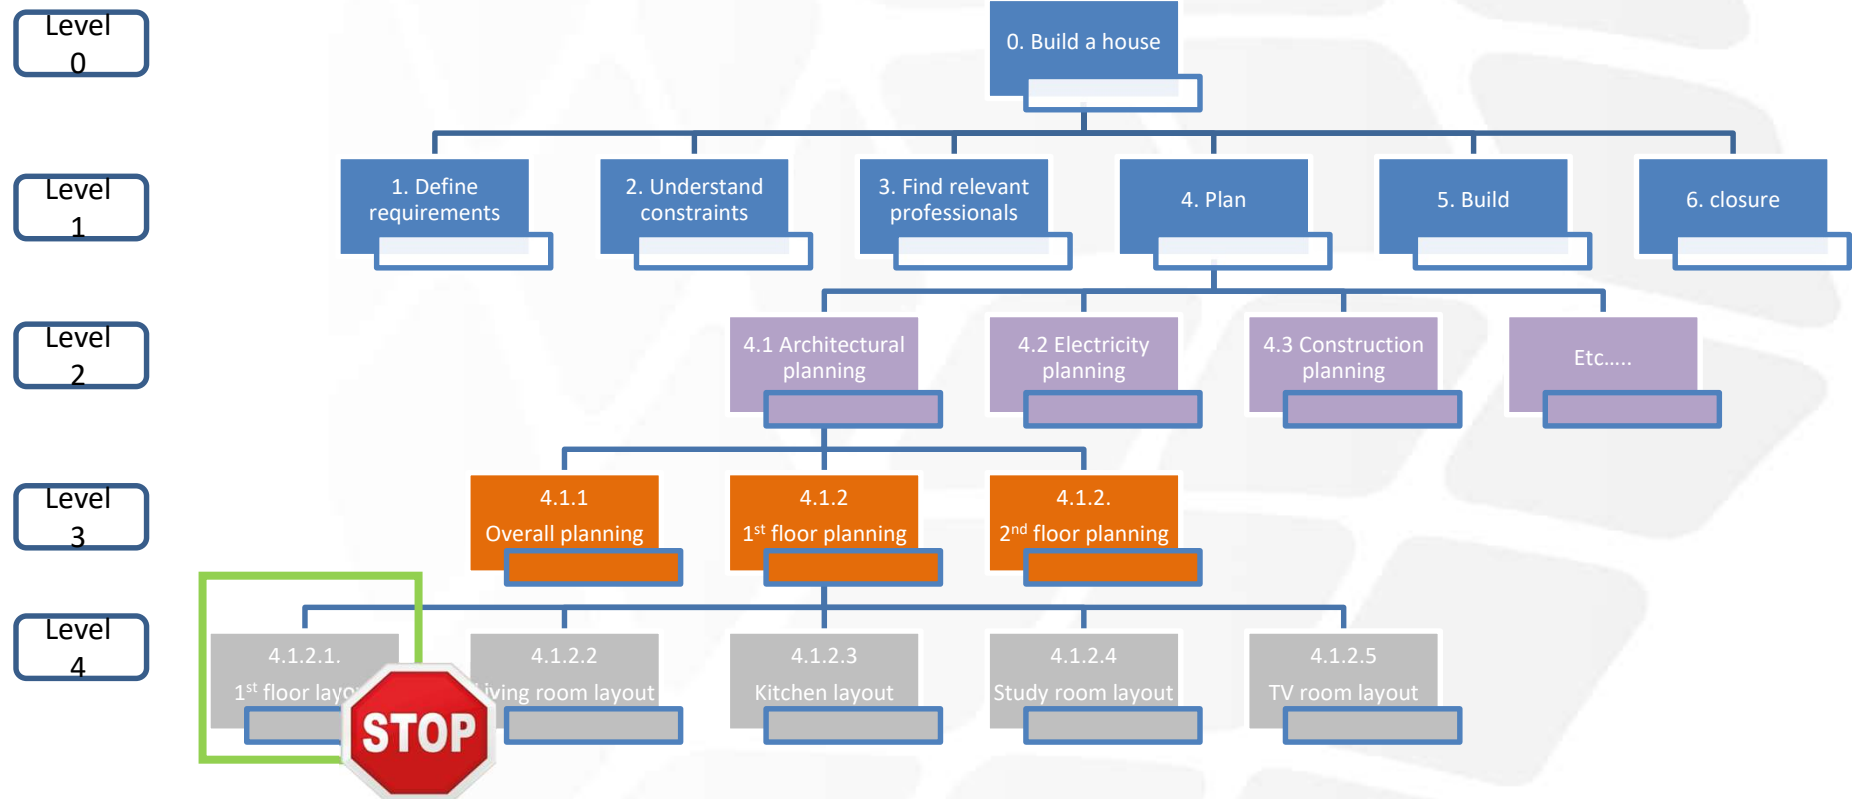 Level
0
0. Build a house
Level
1
1. Define
requirements
2. Understand
constraints
3. Find relevant
professionals
4. Plan
5. Build
6. closure
Level
2
4.1 Architectural
planning
4.2 Electricity
planning
4.3 Construction
planning
Etc.....
Level
3
4.1.1
Overall planning
4.1.2
1st floor planning
4.1.2.
2nd floor planning
Level
4
4.1.2.1.
1st floor
4.1.2.2
room layout
4.1.2.3
Kitchen layout
4.1.2.4
Study room layout
4.1.2.5
TV room layout
STOP